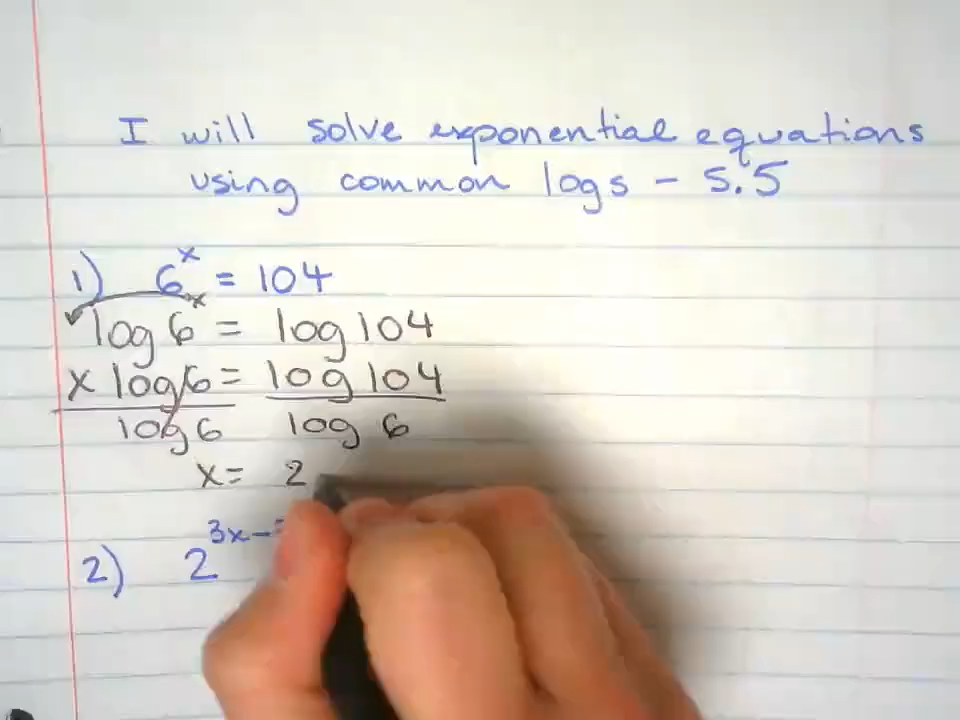 I will solve exponential equations
using common logs - 5.5
1) 6^x = 104
log 6^x = log 104
x log 6 = log 104
log 6 log 6
x = 2
2) 2^3x-